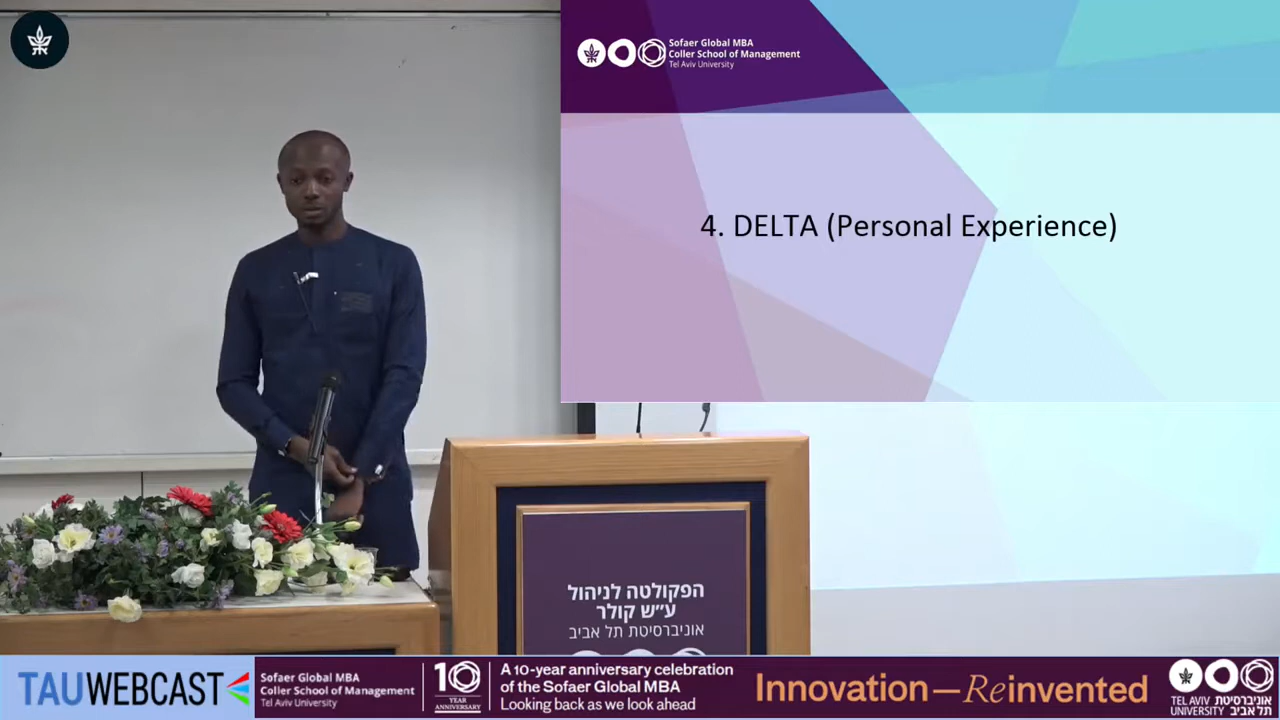 Sofaer Global MBA
Coller School of Management
Tel Aviv University
4. DELTA (Personal Experience)
הפקולטה לניהול
ע״ש קולר
אוניברסיטת תל אביב
TAUWEBCAST
Sofaer Global MBA
Coller School of Management
Tel Aviv University
10
YEAR
ANNIVERSARY
A 10-year anniversary celebration
of the Sofaer Global MBA
Looking back as we look ahead
Innovation—Reinvented
TEL AVIV
UNIVERSITY
אוניברסיטת
תל אביב